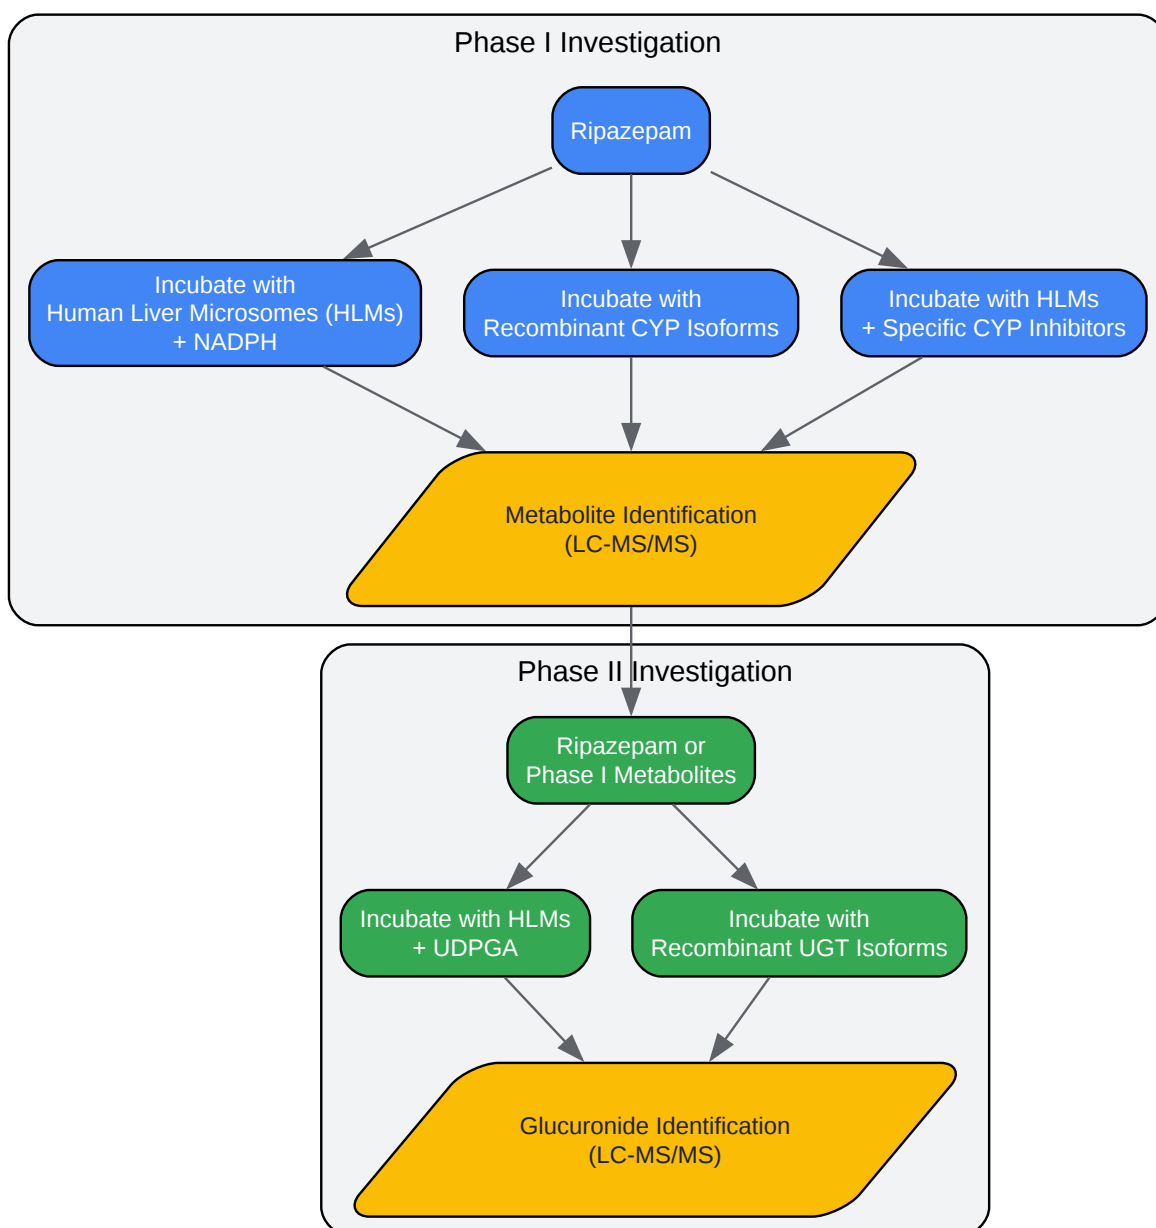 Phase I Investigation
Ripazepam
Incubate with
Human Liver Microsomes (HLMs)
+ NADPH
Incubate with
Recombinant CYP Isoforms
Incubate with HLMs
+ Specific CYP Inhibitors
Metabolite Identification
(LC-MS/MS)
Phase II Investigation
Ripazepam or
Phase I Metabolites
Incubate with HLMs
+ UDPGA
Incubate with
Recombinant UGT Isoforms
Glucuronide Identification
(LC-MS/MS)